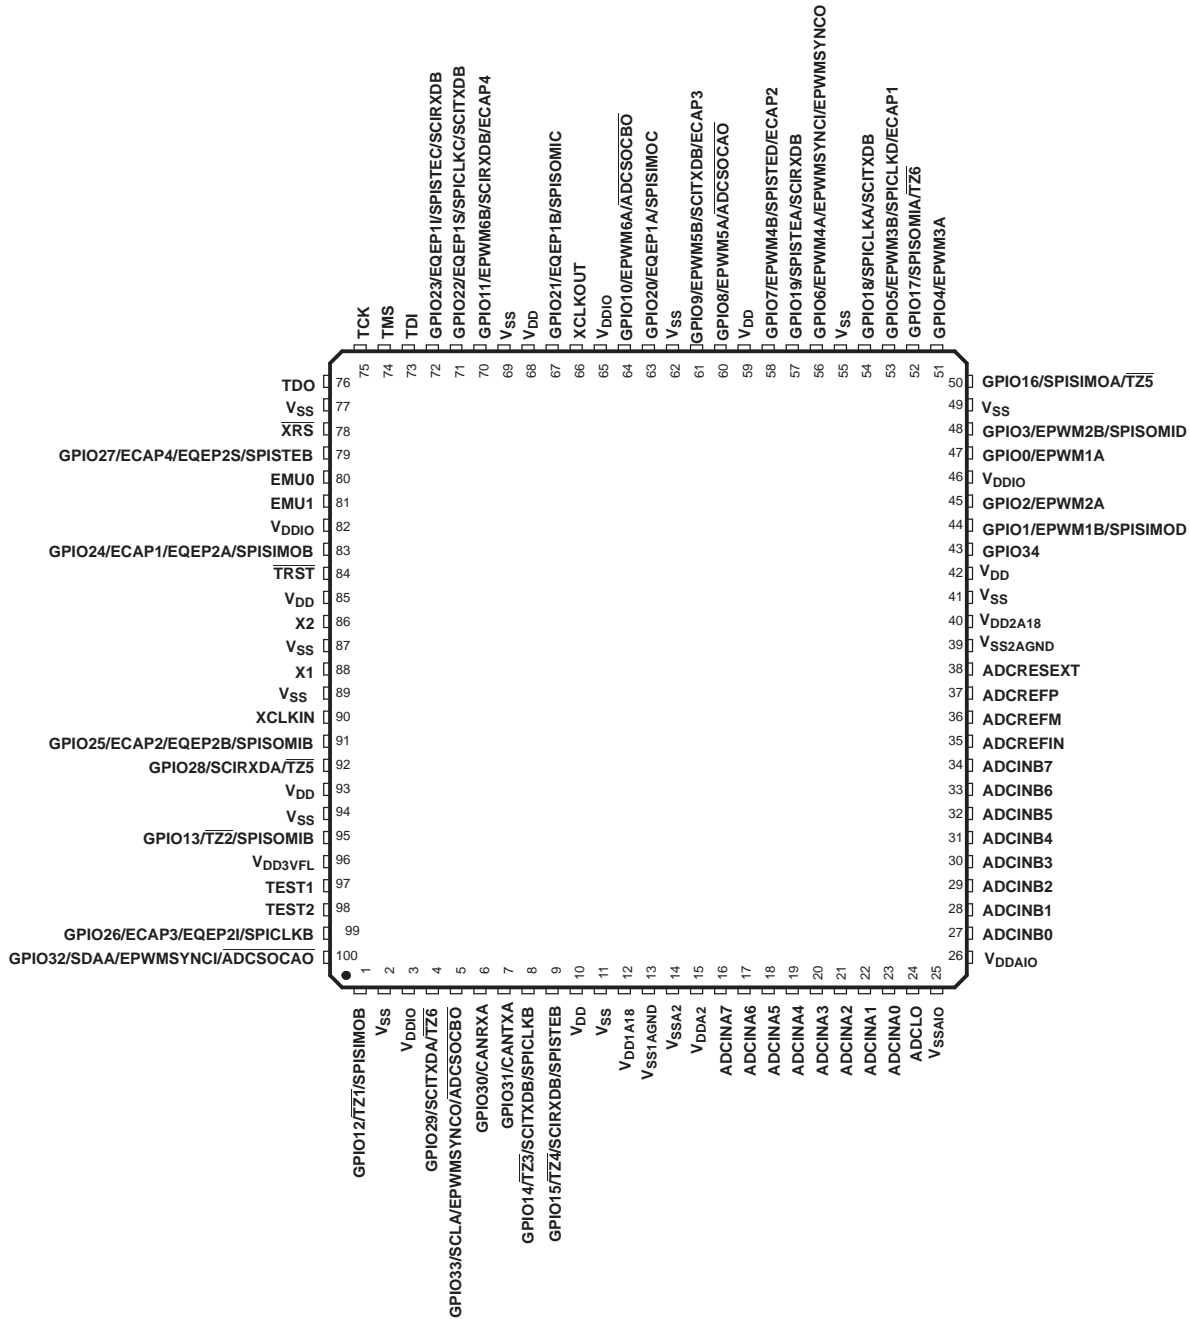 TCK
TMS
TDI
GPIO23/EQEP1I/SPISTEC/SCIRXDB
GPIO22/EQEP1S/SPICLKC/SCITXDB
GPIO11/EPWM6B/SCIRXDB/ECAP4
VSS
VDD
GPIO21/EQEP1B/SPISOMIC
XCLKOUT
VDDIO
GPIO10/EPWM6A/ADCSOCBO
GPIO20/EQEP1A/SPISIMOC
VSS
GPIO9/EPWM5B/SCITXDB/ECAP3
GPIO8/EPWM5A/ADCSOCAO
VDD
GPIO7/EPWM4B/SPISTED/ECAP2
GPIO19/SPISTEA/SCIRXDB
GPIO6/EPWM4A/EPWMSYNCI/EPWMSYNCO
VSS
GPIO18/SPICLKA/SCITXDB
GPIO5/EPWM3B/SPICLKD/ECAP1
GPIO17/SPISOMIA/TZ6
GPIO4/EPWM3A
75
74
73
72
71
70
69
68
67
66
65
64
63
62
61
60
59
58
57
56
55
54
53
52
51
TDO 76
VSS 77
XRS 78
GPIO27/ECAP4/EQEP2S/SPISTEB 79
EMU0 80
EMU1 81
VDDIO 82
GPIO24/ECAP1/EQEP2A/SPISIMOB 83
TRST 84
VDD 85
X2 86
VSS 87
X1 88
VSS 89
XCLKIN 90
GPIO25/ECAP2/EQEP2B/SPISOMIB 91
GPIO28/SCIRXDA/TZ5 92
VDD 93
VSS 94
GPIO13/TZ2/SPISOMIB 95
VDD3VFL 96
TEST1 97
TEST2 98
GPIO26/ECAP3/EQEP2I/SPICLKB 99
GPIO32/SDAA/EPWMSYNCI/ADCSOCAO 100
50 GPIO16/SPISIMOA/TZ5
49 VSS
48 GPIO3/EPWM2B/SPISOMID
47 GPIO0/EPWM1A
46 VDDIO
45 GPIO2/EPWM2A
44 GPIO1/EPWM1B/SPISIMOD
43 GPIO34
42 VDD
41 VSS
40 VDD2A18
39 VSS2AGND
38 ADCRESEXT
37 ADCREFP
36 ADCREFM
35 ADCREFIN
34 ADCINB7
33 ADCINB6
32 ADCINB5
31 ADCINB4
30 ADCINB3
29 ADCINB2
28 ADCINB1
27 ADCINB0
26 VDDAIO
1
2
3
4
5
6
7
8
9
10
11
12
13
14
15
16
17
18
19
20
21
22
23
24
25
GPIO12/TZ1/SPISIMOB
VSS
VDDIO
GPIO29/SCITXDA/TZ6
GPIO33/SCLA/EPWMSYNCO/ADCSOCBO
GPIO30/CANRXA
GPIO31/CANTXA
GPIO14/TZ3/SCITXDB/SPICLKB
GPIO15/TZ4/SCIRXDB/SPISTEB
VDD
VSS
VDD1A18
VSS1AGND
VSSA2
VDDA2
ADCINA7
ADCINA6
ADCINA5
ADCINA4
ADCINA3
ADCINA2
ADCINA1
ADCINA0
ADCLO
VSSAIO